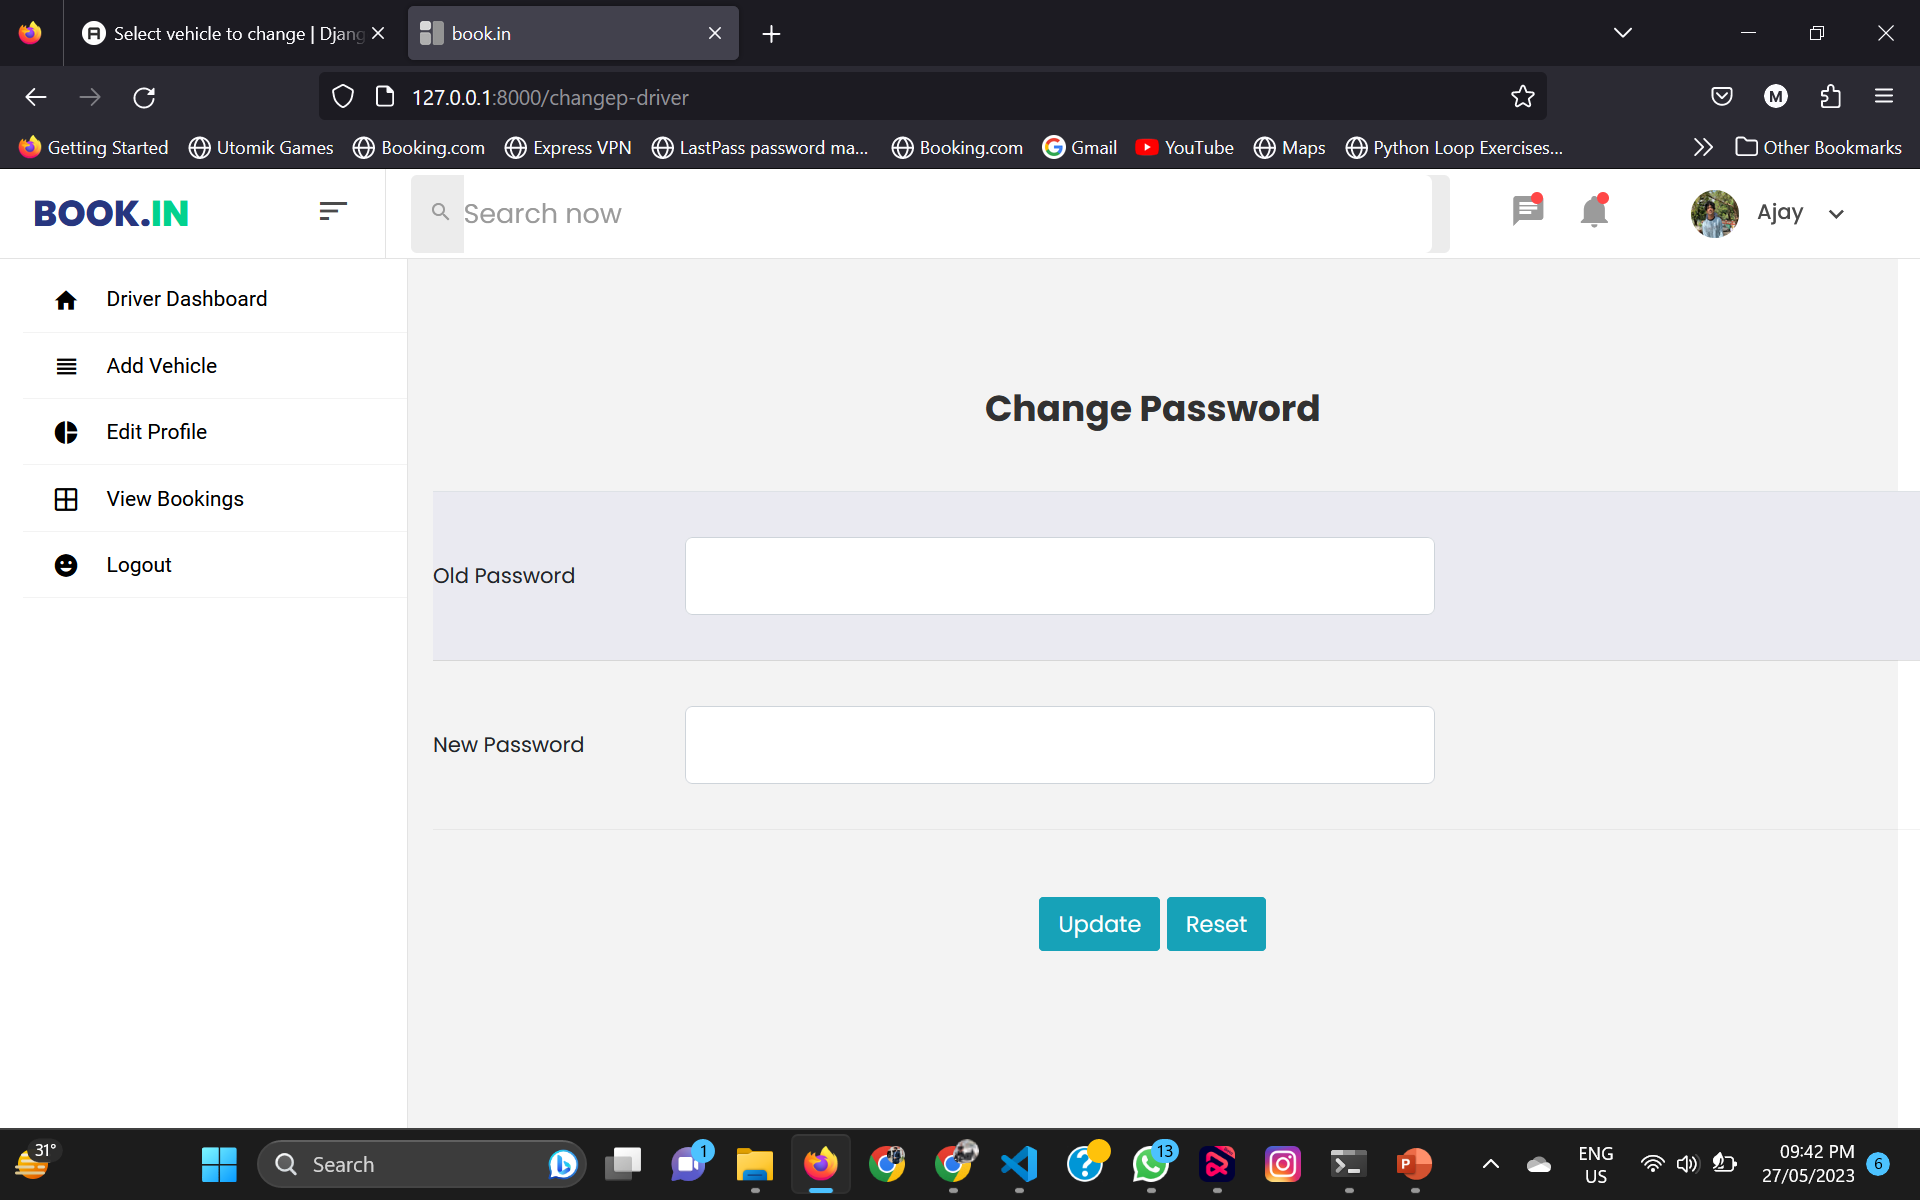 Select vehicle to change | Djang
book.in
127.0.0.1:8000/changep-driver
M
Getting Started
Utomik Games
Booking.com
Express VPN
LastPass password ma...
Booking.com
Gmail
YouTube
Maps
Python Loop Exercises...
Other Bookmarks
BOOK.IN
Search now
Ajay
Driver Dashboard
Add Vehicle
Edit Profile
View Bookings
Logout
Change Password
Old Password
New Password
Update
Reset
31°
Search
1
13
ENG
US
09:42 PM
27/05/2023
6